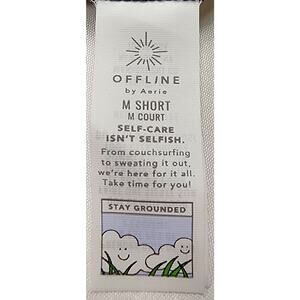 OFFLINE
by Aerie
M SHORT
M COURT
SELF-CARE
ISN'T SELFISH.
From couchsurfing
to sweating it out,
we're here for it all.
Take time for you!
STAY GROUNDED